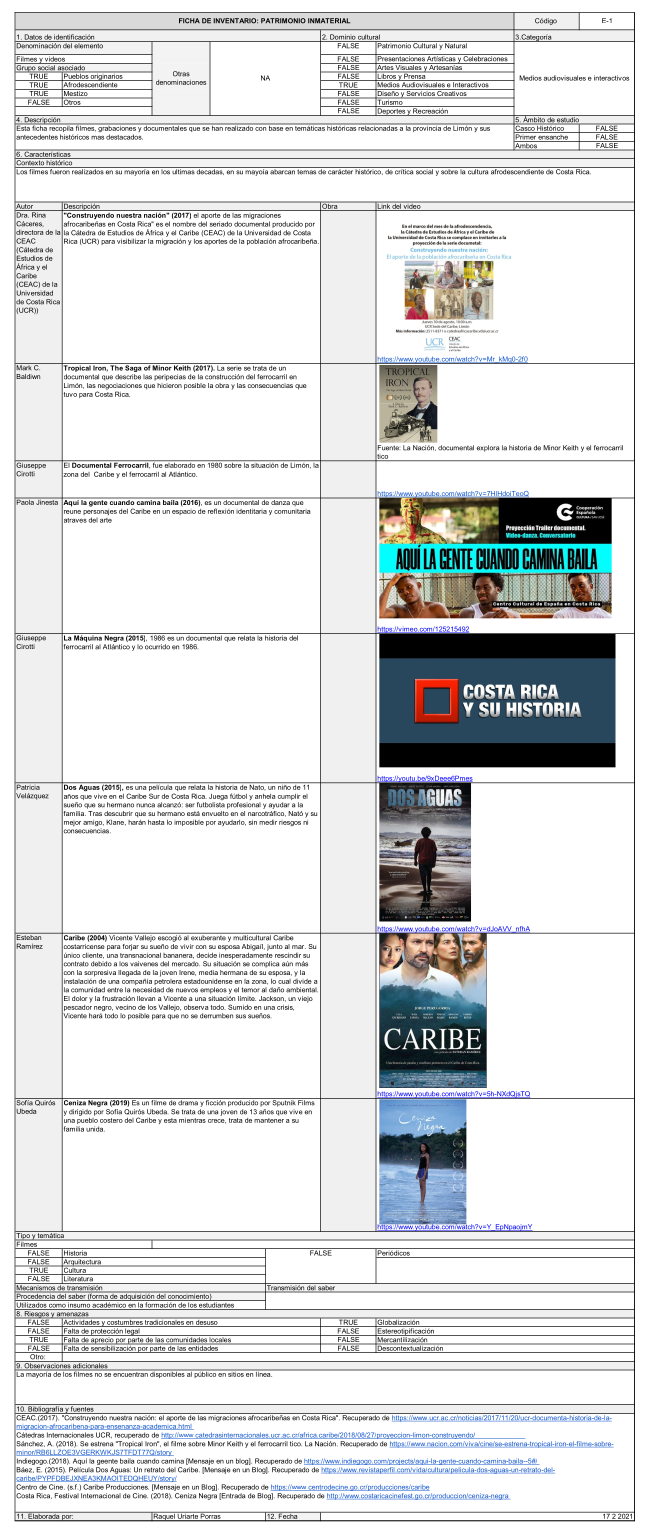 FICHA DE INVENTARIO: PATRIMONIO INMATERIAL
Código
E-1
1. Datos de identificación
2. Dominio cultural
3.Categoría
Denominación del elemento
Filmes y videos
Grupo social asociado
TRUE Pueblos originarios
TRUE Afrodescendiente
TRUE Mestizo
FALSE Otros
Otras denominaciones
NA
FALSE Patrimonio Cultural y Natural
FALSE Presentaciones Artísticas y Celebraciones
FALSE Artes Visuales y Artesanías
FALSE Libros y Prensa
TRUE Medios Audiovisuales e Interactivos
FALSE Diseño y Servicios Creativos
FALSE Turismo
FALSE Deportes y Recreación
Medios audiovisuales e interactivos
4. Descripción
5. Ámbito de estudio
Esta ficha recopila filmes, grabaciones y documentales que se han realizado con base en temáticas históricas relacionadas a la provincia de Limón y sus
antecedentes históricos mas destacados.
Casco Histórico FALSE
Primer ensanche FALSE
Ambos FALSE
6. Características
Contexto histórico
Los filmes fueron realizados en su mayoría en los ultimas decadas, en su mayoía abarcan temas de carácter histórico, de crítica social y sobre la cultura afrodescendiente de Costa Rica.
Autor
Descripción
Obra
Link del video
Dra. Rina
Cáceres,
directora de la
CEAC
(Cátedra de
Estudios de
África y el
Caribe
(CEAC) de la
Universidad
de Costa Rica
(UCR))
"Construyendo nuestra nación" (2017) el aporte de las migraciones
afrocaribeñas en Costa Rica" es el nombre del seriado documental producido por
la Cátedra de Estudios de África y el Caribe (CEAC) de la Universidad de Costa
Rica (UCR) para visibilizar la migración y los aportes de la población afrocaribeña.
En el marco del mes de la afrodescendencia,
la Cátedra de Estudios de África y el Caribe de
la Universidad de Costa Rica se complace en invitarles a la
proyección de la serie documental:
Construyendo nuestra nación:
El aporte de la población afrocaribeña en Costa Rica
UCR Sede del Caribe, Limón
UCR
CEAC
https://www.youtube.com/watch?v=Mr_kMq0-2f0
Mark C.
Baldiwn
Tropical Iron, The Saga of Minor Keith (2017). La serie se trata de un
documental que describe las peripecias de la construcción del ferrocarril en
Limón, las negociaciones que hicieron posible la obra y las consecuencias que
tuvo para Costa Rica.
TROPICAL
IRON
Fuente: La Nación, documental explora la historia de Minor Keith y el ferrocarril
tico
Giuseppe
Cirotti
El Documental Ferrocarril, fue elaborado en 1980 sobre la situación de Limón, la
zona del Caribe y el ferrocarril al Atlántico.
https://www.youtube.com/watch?v=7HIHdoiTeoQ
Paola Jinesta
Aquí la gente cuando camina baila (2016), es un documental de danza que
reune personajes del Caribe en un espacio de reflexión identitaria y comunitaria
atraves del arte
Cooperación
Española
Proyección Trailer documental.
Video-danza. Conversatorio
AQUÍ LA GENTE CUANDO CAMINA BAILA
Centro Cultural de España en Costa Rica
https://vimeo.com/125215492
Giuseppe
Cirotti
La Máquina Negra (2015), 1986 es un documental que relata la historia del
ferrocarril al Atlántico y lo ocurrido en 1986.
COSTA RICA
Y SU HISTORIA
https://youtu.be/9xDeee6Pmes
Patricia
Velázquez
Dos Aguas (2015), es una película que relata la historia de Nato, un niño de 11
años que vive en el Caribe Sur de Costa Rica. Juega fútbol y anhela cumplir el
sueño que su hermano nunca alcanzó: ser futbolista profesional y ayudar a la
familia. Tras descubrir que su hermano está envuelto en el narcotráfico, Nató y su
mejor amigo, Klane, harán hasta lo imposible por ayudarlo, sin medir riesgos ni
consecuencias.
DOS AGUAS
https://www.youtube.com/watch?v=dJoAVV_nfhA
Esteban
Ramírez
Caribe (2004) Vicente Vallejo escogió al exuberante y multicultural Caribe
costarricense para forjar su sueño de vivir con su esposa Abigail, junto al mar. Su
único cliente, una transnacional bananera, decide inesperadamente rescindir su
contrato debido a los vaivenes del mercado. Su situación se complica aún más
con la sorpresiva llegada de la joven Irene, media hermana de su esposa, y la
instalación de una compañía petrolera estadounidense en la zona, lo cual divide a
la comunidad entre la necesidad de nuevos empleos y el temor al daño ambiental.
El dolor y la frustración llevan a Vicente a una situación límite. Jackson, un viejo
pescador negro, vecino de los Vallejo, observa todo. Sumido en una crisis,
Vicente hará todo lo posible para que no se derrumben sus sueños.
JORGE PERUGORRIA
CARIBE
https://www.youtube.com/watch?v=5h-NXdQjsTQ
Sofía Quirós
Ubeda
Ceniza Negra (2019) Es un filme de drama y ficción producido por Sputnik Films
y dirigido por Sofía Quirós Ubeda. Se trata de una joven de 13 años que vive en
una pueblo costero del Caribe y esta mientras crece, trata de mantener a su
familia unida.
Ceniza
Negra
https://www.youtube.com/watch?v=Y_EpNpaojmY
Tipo y temática
Filmes
FALSE Historia
FALSE Arquitectura
TRUE Cultura
FALSE Literatura
FALSE Periódicos
Mecanismos de transmisión
Transmisión del saber
Procedencia del saber (forma de adquisición del conocimiento)
Utilizados como insumo académico en la formación de los estudiantes
8. Riesgos y amenazas
FALSE Actividades y costumbres tradicionales en desuso TRUE Globalización
FALSE Falta de protección legal FALSE Estereotipificación
TRUE Falta de aprecio por parte de las comunidades locales FALSE Mercantilización
FALSE Falta de sensibilización por parte de las entidades FALSE Descontextualización
Otro:
9. Observaciones adicionales
La mayoría de los filmes no se encuentran disponibles al público en sitios en línea.
10. Bibliografía y fuentes
CEAC.(2017). "Construyendo nuestra nación: el aporte de las migraciones afrocaribeñas en Costa Rica". Recuperado de https://www.ucr.ac.cr/noticias/2017/11/20/ucr-documenta-historia-de-la-
migracion-afrocaribena-para-ensenanza-academica.html
Cátedras Internacionales UCR, recuperado de http://www.catedrasinternacionales.ucr.ac.cr/africa.caribe/2018/08/27/proyeccion-limon-construyendo/
Sánchez, A. (2018). Se estrena "Tropical Iron", el filme sobre Minor Keith y el ferrocarril tico. La Nación. Recuperado de https://www.nacion.com/viva/cine/se-estrena-tropical-iron-el-filme-sobre-
minor/RB6LLZOE3VGERKWKJS7TFDT77Q/story
Indiegogo.(2018). Aquí la gente baila cuando camina [Mensaje en un blog]. Recuperado de https://www.indiegogo.com/projects/aqui-la-gente-cuando-camina-baila--5#/
Báez, E. (2015). Película Dos Aguas: Un retrato del Caribe. [Mensaje en un Blog]. Recuperado de https://www.revistaperfil.com/vida/cultura/pelicula-dos-aguas-un-retrato-del-
caribe/PYPFDBEJXNEA3KMAOITEDQHEUY/story/
Centro de Cine. (s.f.) Caribe Producciones. [Mensaje en un Blog]. Recuperado de https://www.centrodecine.go.cr/producciones/caribe
Costa Rica, Festival Internacional de Cine. (2018). Ceniza Negra [Entrada de Blog]. Recuperado de http://www.costaricacinefest.go.cr/produccion/ceniza-negra
11. Elaborada por: Raquel Uriarte Porras 12. Fecha 17 2 2021